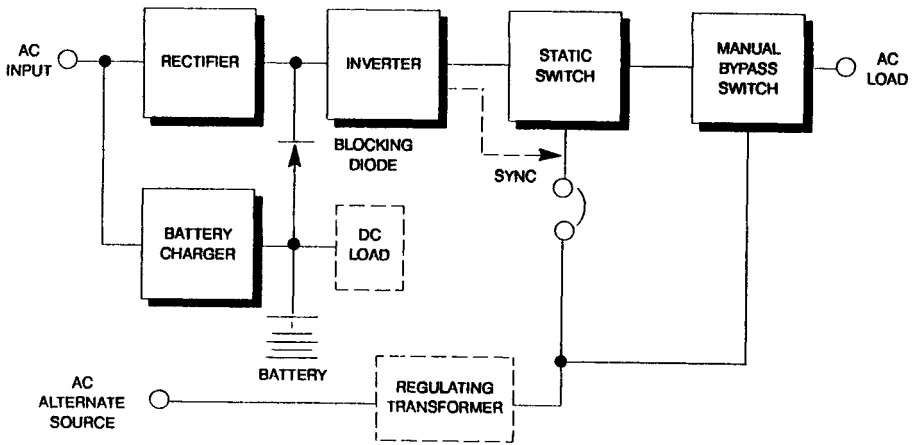 AC
INPUT
RECTIFIER
INVERTER
STATIC
SWITCH
MANUAL
BYPASS
SWITCH
AC
LOAD
BLOCKING
DIODE
SYNC
BATTERY
CHARGER
DC
LOAD
BATTERY
AC
ALTERNATE
SOURCE
REGULATING
TRANSFORMER